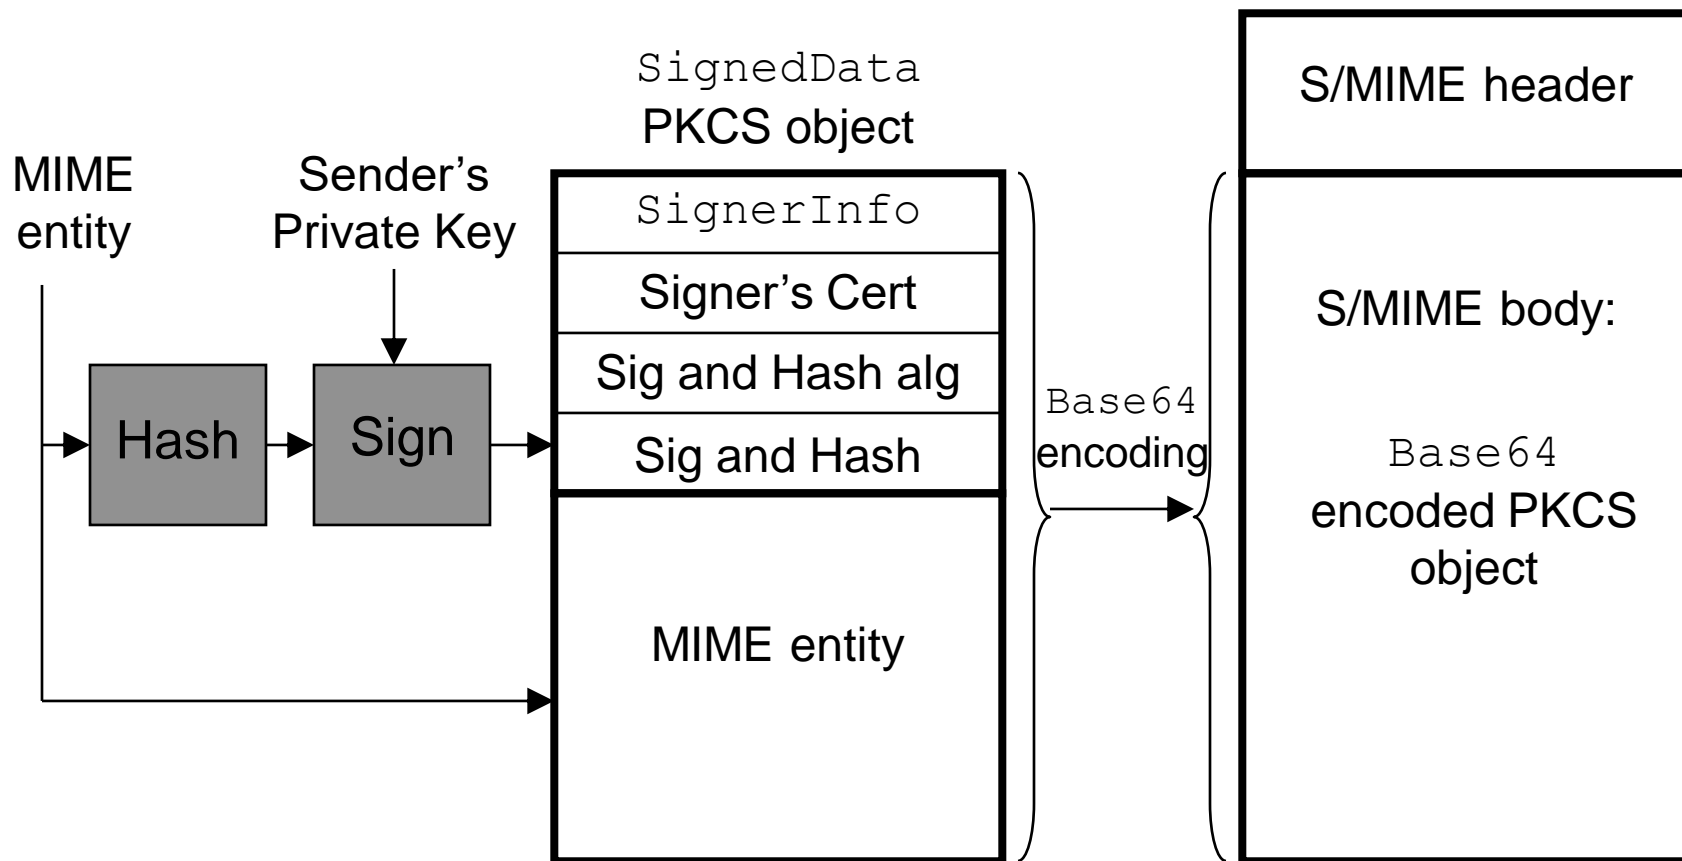 MIME
entity
Sender’s
Private Key
Hash
Sign
SignedData
PKCS object
SignerInfo
Signer’s Cert
Sig and Hash alg
Sig and Hash
MIME entity
Base64
encoding
S/MIME header
S/MIME body:
Base64
encoded PKCS
object